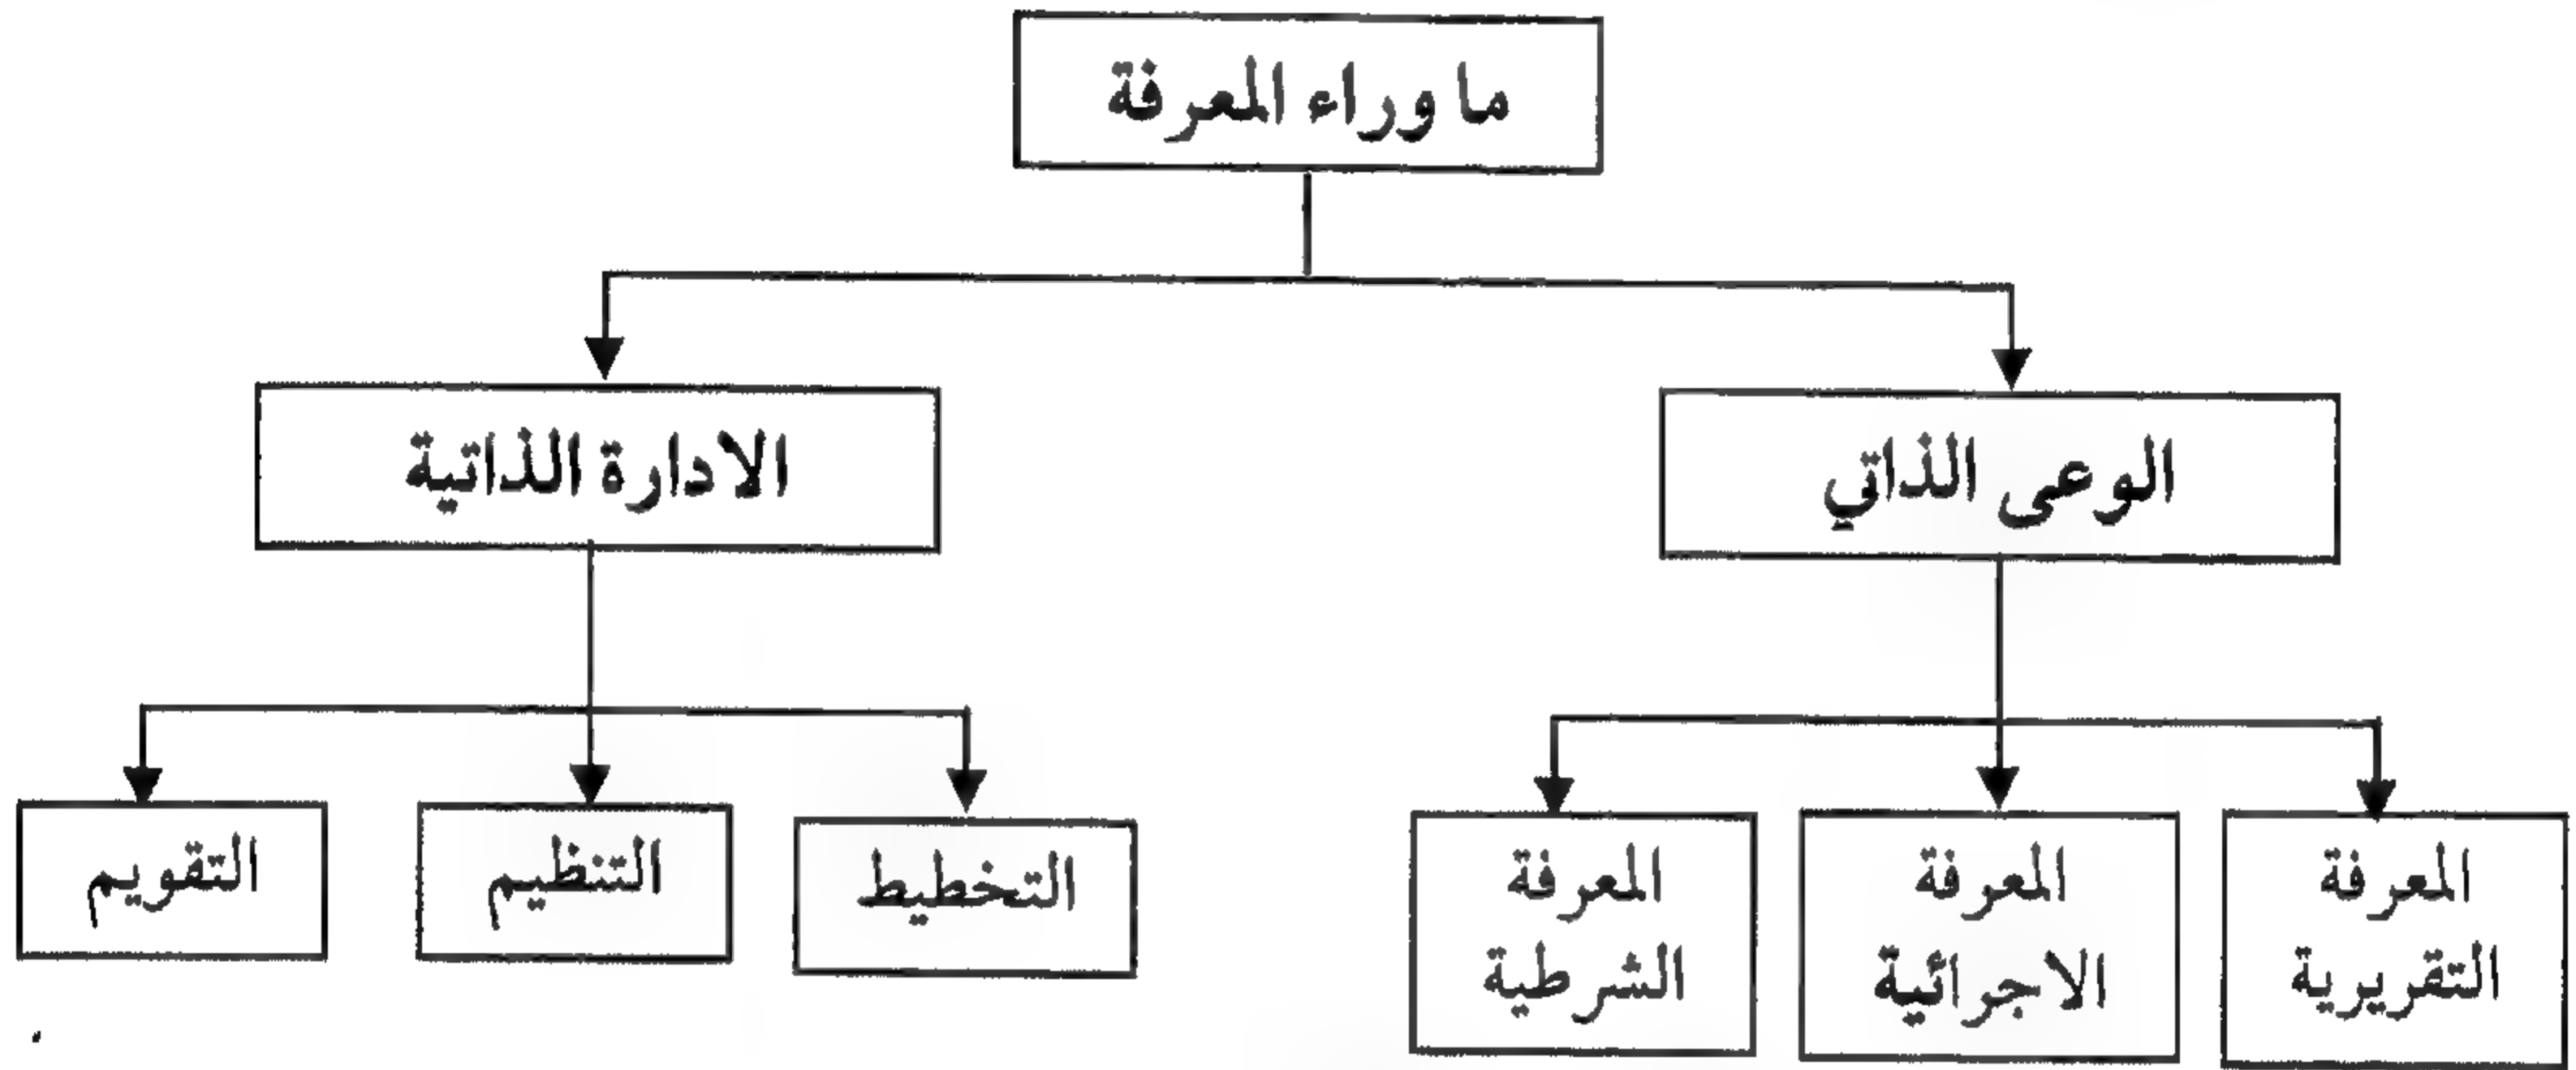 ما وراء المعرفة
الوعى الذاتي
الادارة الذاتية
المعرفة
التقريرية
المعرفة
الاجرائية
المعرفة
الشرطية
التخطيط
التنظيم
التقويم